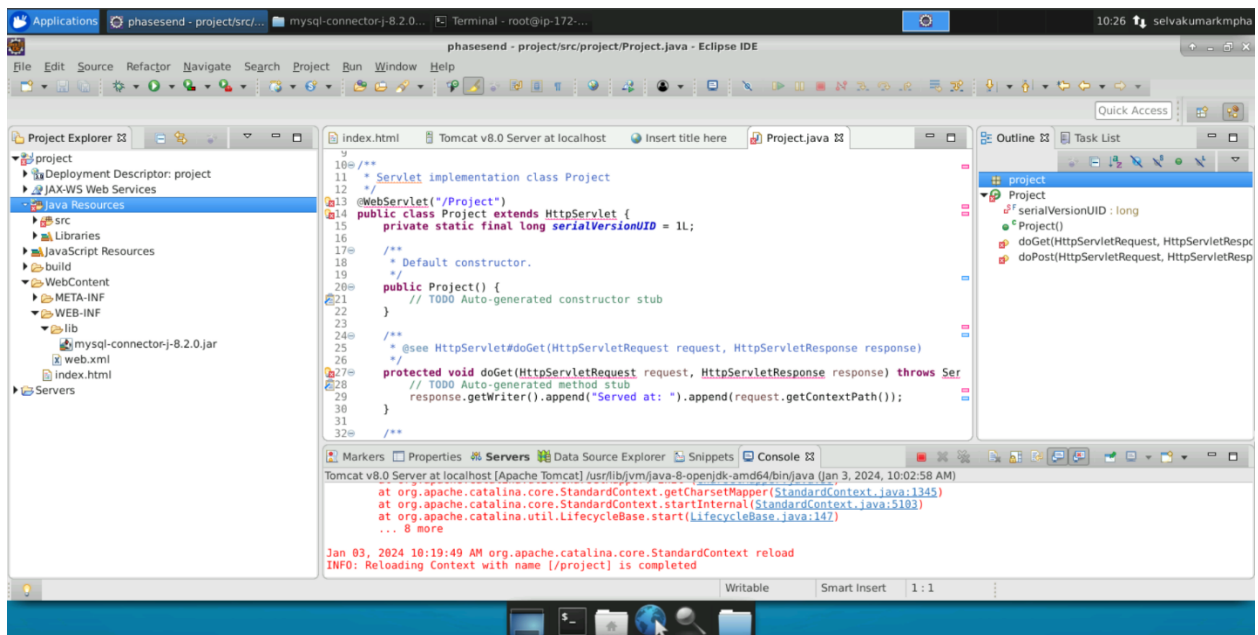 Applications
phasesend - project/src/...
mysql-connector-j-8.2.0...
Terminal - root@ip-172-...
10:26
selvakumarkmpha
phasesend - project/src/project/Project.java - Eclipse IDE
File Edit Source Refactor Navigate Search Project Run Window Help
Quick Access
Project Explorer
project
Deployment Descriptor: project
JAX-WS Web Services
Java Resources
src
Libraries
JavaScript Resources
build
WebContent
META-INF
WEB-INF
lib
mysql-connector-j-8.2.0.jar
web.xml
index.html
Servers
index.html
Tomcat v8.0 Server at localhost
Insert title here
Project.java
9
10 /**
11 * Servlet implementation class Project
12 */
13 @WebServlet("/Project")
14 public class Project extends HttpServlet {
15 private static final long serialVersionUID = 1L;
16
17 /**
18 * Default constructor.
19 */
20 public Project() {
21 // TODO Auto-generated constructor stub
22 }
23
24 /**
25 * @see HttpServlet#doGet(HttpServletRequest request, HttpServletResponse response)
26 */
27 protected void doGet(HttpServletRequest request, HttpServletResponse response) throws Ser
28 // TODO Auto-generated method stub
29 response.getWriter().append("Served at: ").append(request.getContextPath());
30 }
31
32 /**
Outline
Task List
project
Project
serialVersionUID : long
Project()
doGet(HttpServletRequest, HttpServletRespc
doPost(HttpServletRequest, HttpServletResp
Markers Properties Servers Data Source Explorer Snippets Console
Tomcat v8.0 Server at localhost [Apache Tomcat] /usr/lib/jvm/java-8-openjdk-amd64/bin/java (Jan 3, 2024, 10:02:58 AM)
at org.apache.catalina.core.StandardContext.getCharsetMapper(StandardContext.java:1345)
at org.apache.catalina.core.StandardContext.startInternal(StandardContext.java:5103)
at org.apache.catalina.util.LifecycleBase.start(LifecycleBase.java:147)
... 8 more
Jan 03, 2024 10:19:49 AM org.apache.catalina.core.StandardContext reload
INFO: Reloading Context with name [/project] is completed
Writable
Smart Insert
1 : 1